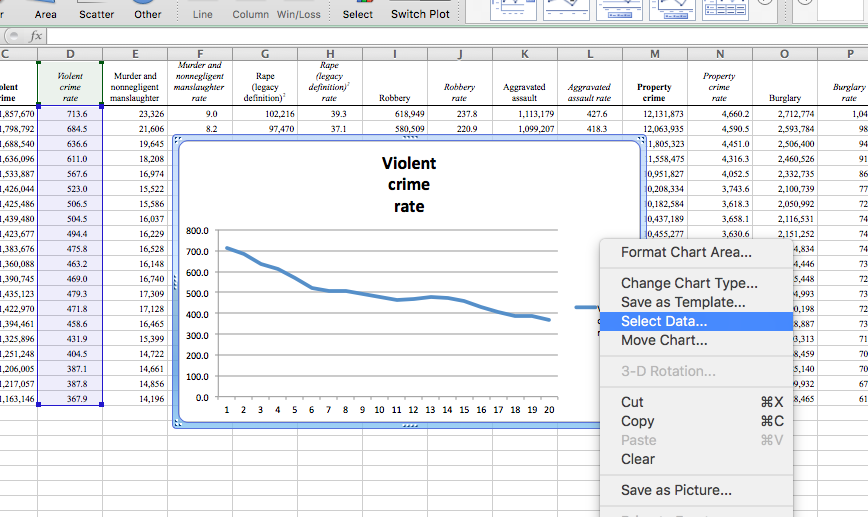 Area Scatter Other Line Column Win/Loss Select Switch Plot
fx
C D E F G H I J K L M N O P
olent
rime
Violent
crime
rate
Murder and
nonnegligent
manslaughter
Murder and
nonnegligent
manslaughter
rate
Rape
(legacy
definition)²
Rape
(legacy
definition)²
rate
Robbery
Robbery
rate
Aggravated
assault
Aggravated
assault rate
Property
crime
Property
crime
rate
Burglary
Burglary
rate
1,857,670 713.6 23,326 9.0 102,216 39.3 618,949 237.8 1,113,179 427.6 12,131,873 4,660.2 2,712,774 1,04
1,798,792 684.5 21,606 8.2 97,470 37.1 580,509 220.9 1,099,207 418.3 12,063,935 4,590.5 2,593,784 98
1,688,540 636.6 19,645 1,805,323 4,451.0 2,506,400 94
1,636,096 611.0 18,208 1,558,475 4,316.3 2,460,526 91
1,533,887 567.6 16,974 0,951,827 4,052.5 2,332,735 86
1,426,044 523.0 15,522 0,208,334 3,743.6 2,100,739 77
1,425,486 506.5 15,586 0,182,584 3,618.3 2,050,992 72
1,439,480 504.5 16,037 0,437,189 3,658.1 2,116,531 74
1,423,677 494.4 16,229 0,455,277 3,630.6 2,151,252 74
1,383,676 475.8 16,528 4,834 74
1,360,088 463.2 16,148 4,446 73
1,390,745 469.0 16,740 5,448 72
1,435,123 479.3 17,309 4,993 73
1,422,970 471.8 17,128 0,198 72
1,394,461 458.6 16,465 8,887 73
1,325,896 431.9 15,399 3,313 71
1,251,248 404.5 14,722 8,459 70
1,206,005 387.1 14,661 5,140 70
1,217,057 387.8 14,856 9,932 67
1,163,146 367.9 14,196 8,465 61
Violent
crime
rate
800.0
700.0
600.0
500.0
400.0
300.0
200.0
100.0
0.0
1 2 3 4 5 6 7 8 9 10 11 12 13 14 15 16 17 18 19 20
Format Chart Area...
Change Chart Type...
Save as Template...
Select Data...
Move Chart...
3-D Rotation...
Cut ⌘X
Copy ⌘C
Paste ⌘V
Clear
Save as Picture...